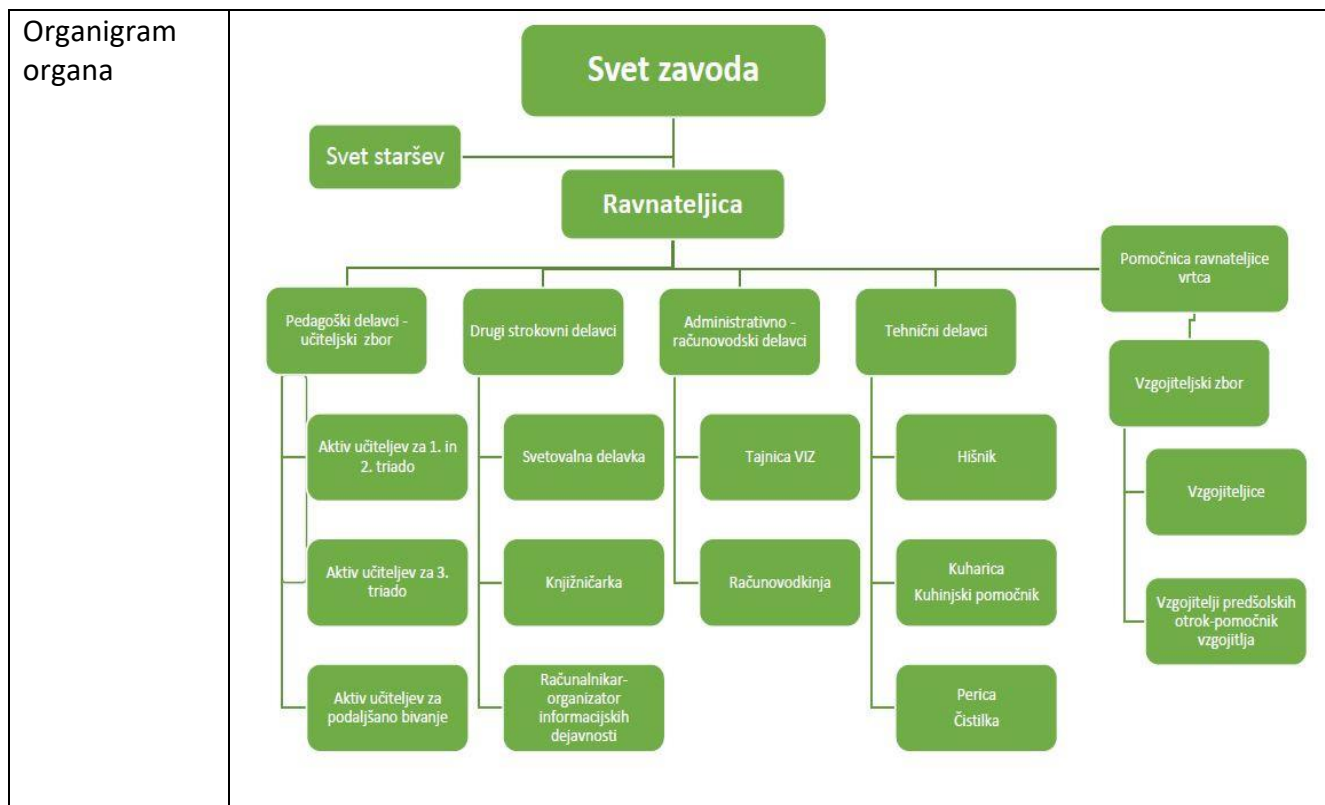 Organigram
organa
Svet zavoda
Svet staršev
Ravnateljica
Pomočnica ravnateljice
vrtca
Pedagoški delavci -
učiteljski zbor
Drugi strokovni delavci
Administrativno -
računovodski delavci
Tehnični delavci
Vzgojiteljski zbor
Aktiv učiteljev za 1. in
2. triado
Svetovalna delavka
Tajnica VIZ
Hišnik
Vzgojiteljice
Aktiv učiteljev za 3.
triado
Knjižničarka
Računovodkinja
Kuharica
Kuhinjski pomočnik
Vzgojitelji predšolskih
otrok-pomočnik
vzgojitlja
Aktiv učiteljev za
podaljšano bivanje
Računalnikar-
organizator
informacijskih
dejavnosti
Perica
Čistilka